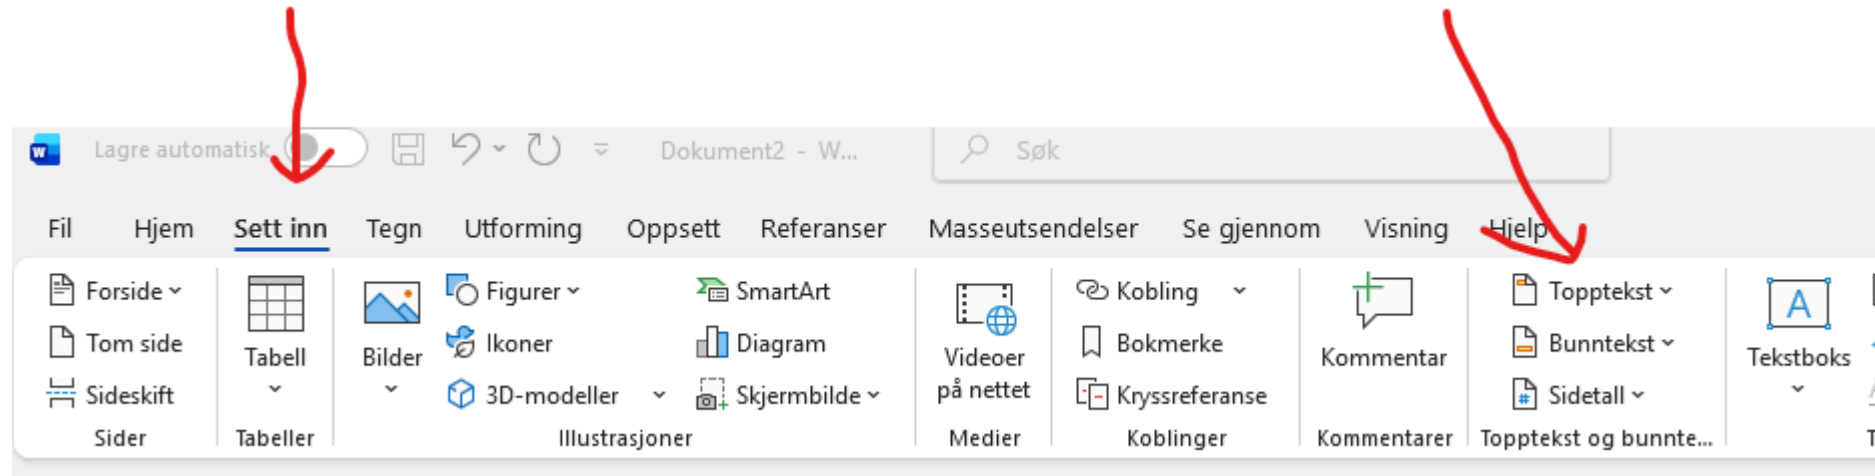 Lagre automatisk
Dokument2 - W...
Søk
Fil Hjem Sett inn Tegn Utforming Oppsett Referanser Masseutsendelser Se gjennom Visning Hjelp
Forside
Tom side
Sideskift
Sider
Tabell
Tabeller
Bilder
Figurer
Ikoner
3D-modeller
SmartArt
Diagram
Skjermbilde
Illustrasjoner
Videoer
på nettet
Medier
Kobling
Bokmerke
Kryssreferanse
Koblinger
Kommentar
Kommentarer
Topptekst
Bunntekst
Sidetall
Topptekst og bunnte...
A
Tekstboks